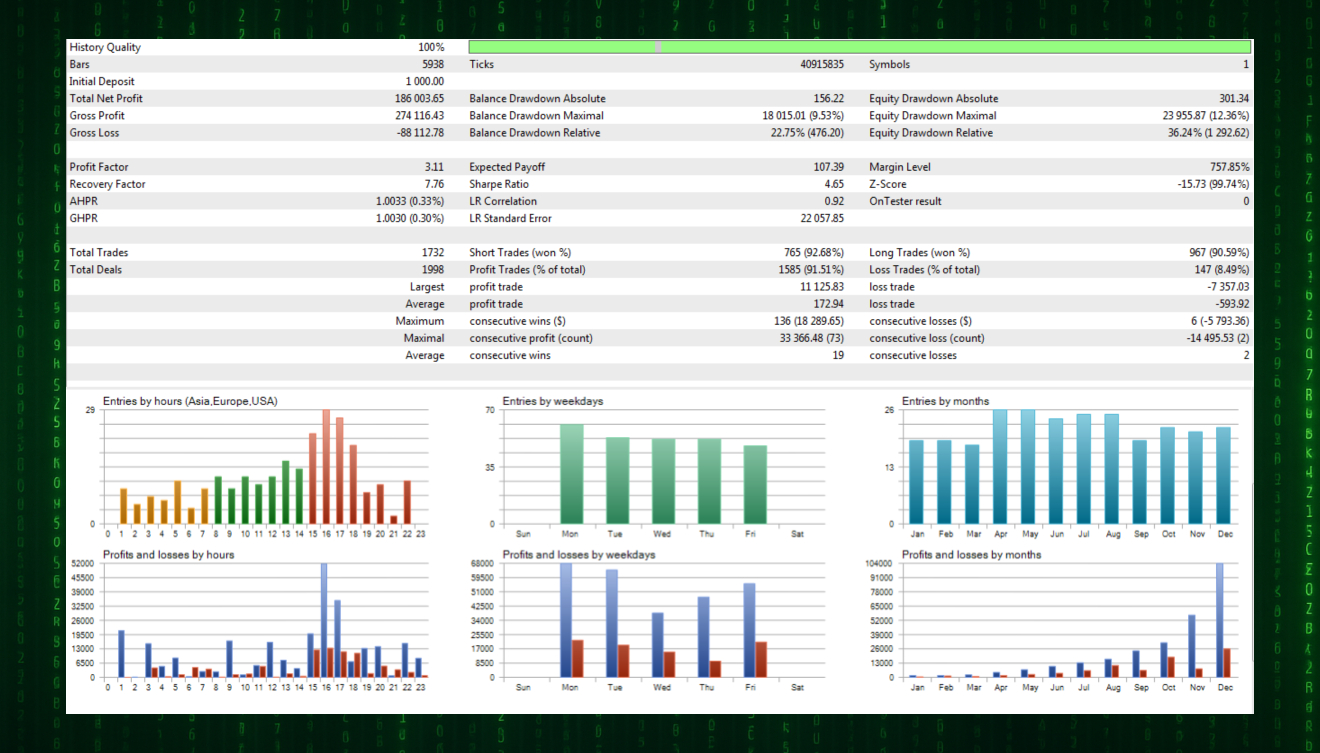 History Quality 100%
Bars 5938 Ticks 40915835 Symbols 1
Initial Deposit 1 000.00
Total Net Profit 186 003.65 Balance Drawdown Absolute 156.22 Equity Drawdown Absolute 301.34
Gross Profit 274 116.43 Balance Drawdown Maximal 18 015.01 (9.53%) Equity Drawdown Maximal 23 955.87 (12.36%)
Gross Loss -88 112.78 Balance Drawdown Relative 22.75% (476.20) Equity Drawdown Relative 36.24% (1 292.62)
Profit Factor 3.11 Expected Payoff 107.39 Margin Level 757.85%
Recovery Factor 7.76 Sharpe Ratio 4.65 Z-Score -15.73 (99.74%)
AHPR 1.0033 (0.33%) LR Correlation 0.92 OnTester result 0
GHPR 1.0030 (0.30%) LR Standard Error 22 057.85
Total Trades 1732 Short Trades (won %) 765 (92.68%) Long Trades (won %) 967 (90.59%)
Total Deals 1998 Profit Trades (% of total) 1585 (91.51%) Loss Trades (% of total) 147 (8.49%)
Largest profit trade 11 125.83 loss trade -7 357.03
Average profit trade 172.94 loss trade -593.92
Maximum consecutive wins ($) 136 (18 289.65) consecutive losses ($) 6 (-5 793.36)
Maximal consecutive profit (count) 33 366.48 (73) consecutive loss (count) -14 495.53 (2)
Average consecutive wins 19 consecutive losses 2
Entries by hours (Asia,Europe,USA)
29
0
0 1 2 3 4 5 6 7 8 9 10 11 12 13 14 15 16 17 18 19 20 21 22 23
Entries by weekdays
70
35
0
Sun Mon Tue Wed Thu Fri Sat
Entries by months
26
13
0
Jan Feb Mar Apr May Jun Jul Aug Sep Oct Nov Dec
Profits and losses by hours
52000
45500
39000
32500
26000
19500
13000
6500
0
0 1 2 3 4 5 6 7 8 9 10 11 12 13 14 15 16 17 18 19 20 21 22 23
Profits and losses by weekdays
68000
59500
51000
42500
34000
25500
17000
8500
0
Sun Mon Tue Wed Thu Fri Sat
Profits and losses by months
104000
91000
78000
65000
52000
39000
26000
13000
0
Jan Feb Mar Apr May Jun Jul Aug Sep Oct Nov Dec